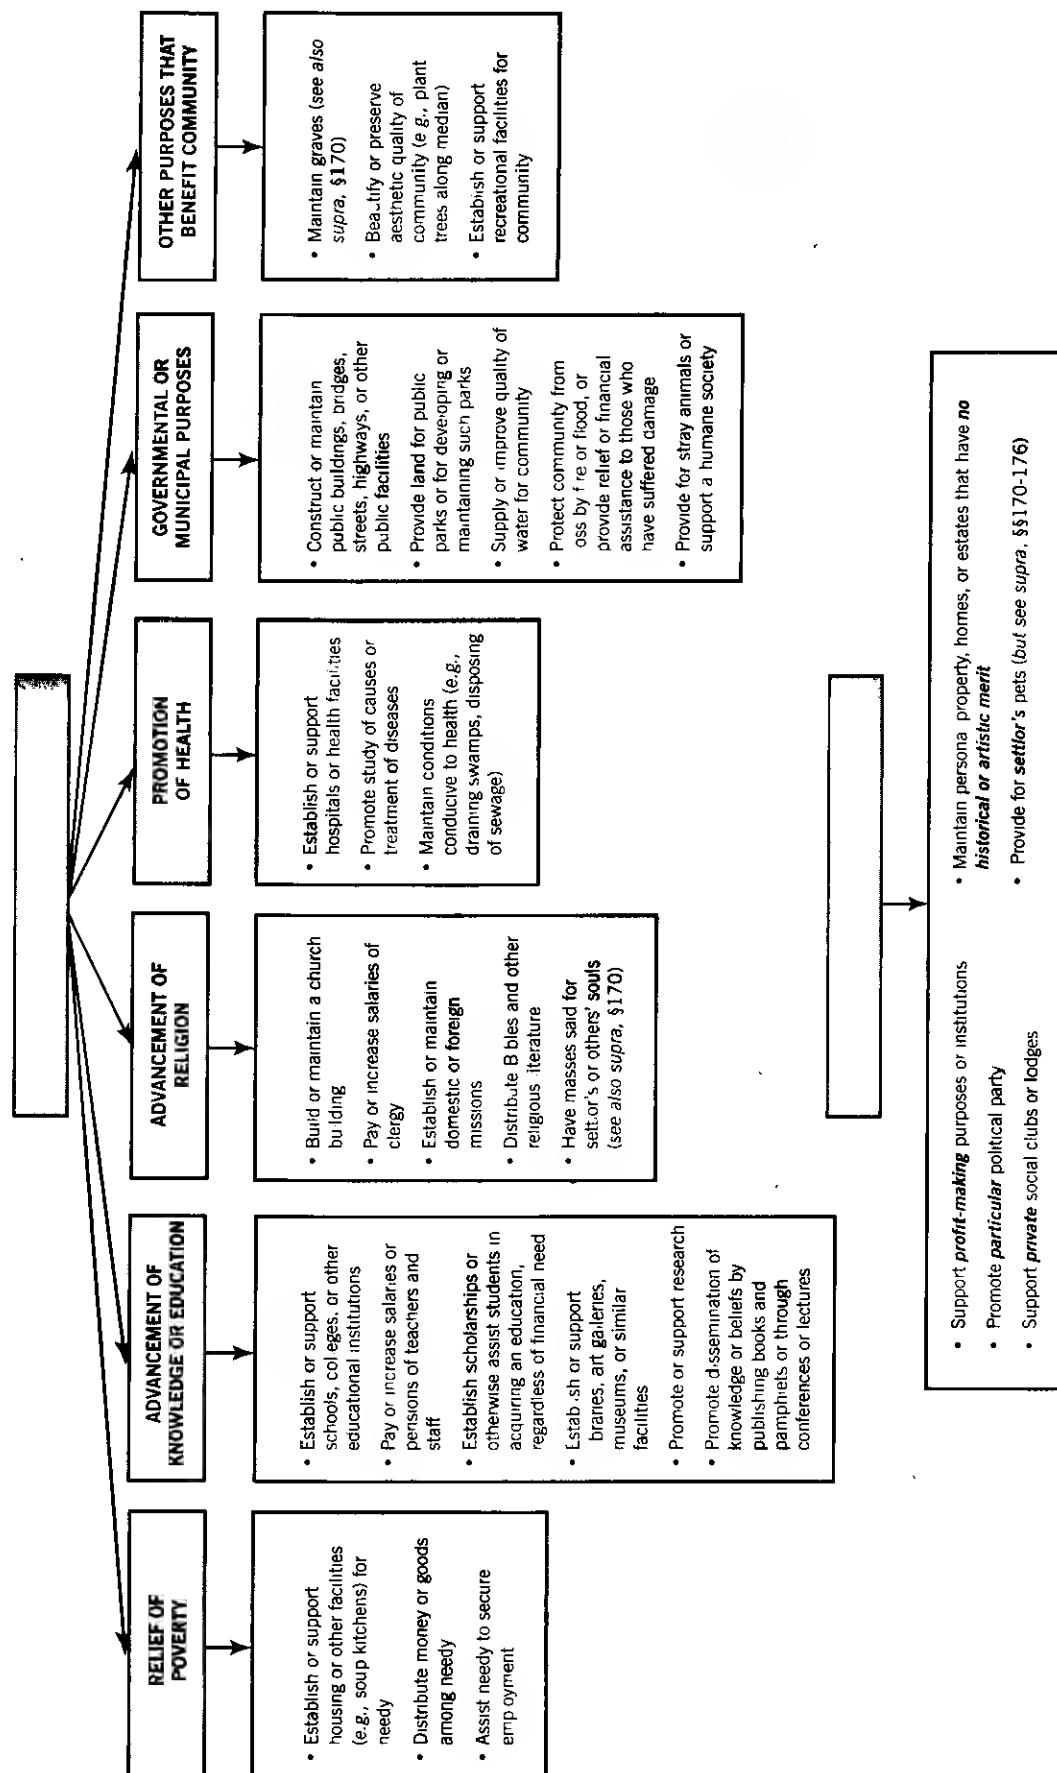 RELIEF OF
POVERTY
• Establish or support
housing or other facilities
(e.g., soup kitchens) for
needy
• Distribute money or goods
among needy
• Assist needy to secure
emp oyment
ADVANCEMENT OF
KNOWLEDGE OR EDUCATION
• Establish or support
schools, col eges, or other
educational institutions
• Pay or increase salaries or
pensions of teachers and
staff
• Establish scholarships or
otherwise assist students in
acquiring an education,
regardless of financial need
• Estab sh or support
braries, art galleries,
museums, or similar
facilities
• Promote or support research
• Promote dissemination of
knowledge or beliefs by
publishing books and
pamphlets or through
conferences or lectures
ADVANCEMENT OF
RELIGION
• Build or maintain a church
building
• Pay or increase salaries of
clergy
• Establish or maintain
domestic or foreign
missions
• Distribute B bles and other
religious iterature
• Have masses said for
settlor's or others' souls
(see also supra, §170)
PROMOTION
OF HEALTH
• Establish or support
hospitals or health facilities
• Promote study of causes or
treatment of diseases
• Maintain conditions
conducive to health (e.g.,
draining swamps, disposing
of sewage)
GOVERNMENTAL OR
MUNICIPAL PURPOSES
• Construct or maintain
public buildings, bridges,
streets, highways, or other
public facilities
• Provide land for public
parks or for developing or
maintaining such parks
• Supply or improve quality of
water for community
• Protect community from
oss by f re or flood, or
provide relief or financial
assistance to those who
have suffered damage
• Provide for stray animals or
support a humane society
OTHER PURPOSES THAT
BENEFIT COMMUNITY
• Maintain graves (see also
supra, §170)
• Beautify or preserve
aesthetic quality of
community (e g., plant
trees along median)
• Establish or support
recreational facilities for
community
• Support profit-making purposes or institutions
• Promote particular political party
• Support private social clubs or lodges
• Maintain persona property, homes, or estates that have no
historical or artistic merit
• Provide for settlor's pets (but see supra, §§170-176)